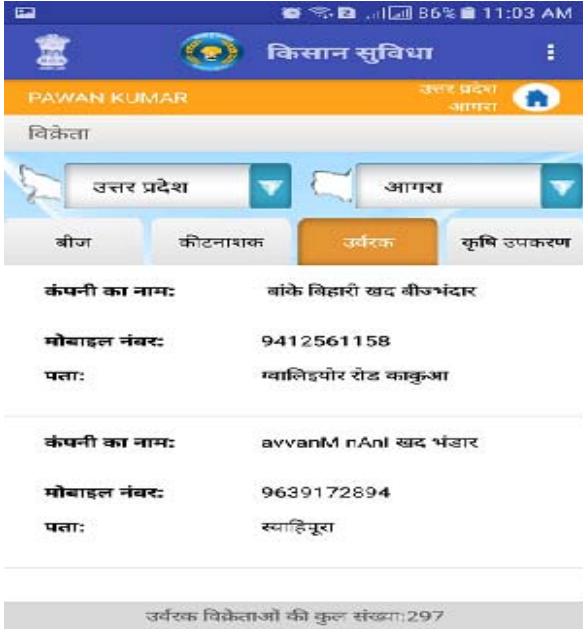 86% 11:03 AM
किसान सुविधा
PAWAN KUMAR
उत्तर प्रदेश
आगरा
विक्रेता
उत्तर प्रदेश आगरा
बीज कीटनाशक उर्वरक कृषि उपकरण
कंपनी का नाम: बांके बिहारी खद बीजभंदार
मोबाइल नंबर: 9412561158
पता: ग्वालिइयोर रोड काकुआ
कंपनी का नाम: avvanM nAnI खद भंडार
मोबाइल नंबर: 9639172894
पता: स्याहिपूरा
उर्वरक विक्रेताओं की कुल संख्या:297